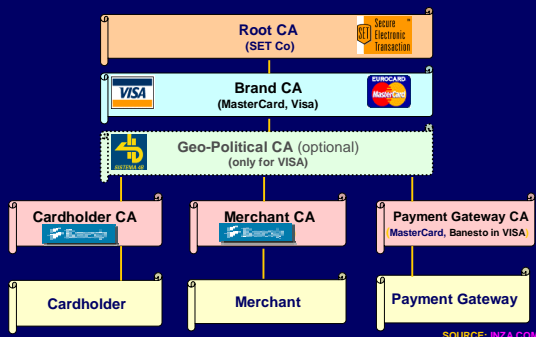 Root CA
(SET Co)
SET Secure Electronic Transaction ™
VISA
Brand CA
(MasterCard, Visa)
EUROCARD
MasterCard
Geo-Political CA (optional)
(only for VISA)
SISTEMA 4B
Cardholder CA
Merchant CA
Payment Gateway CA
(MasterCard, Banesto in VISA)
Cardholder
Merchant
Payment Gateway
SOURCE: INZA.COM